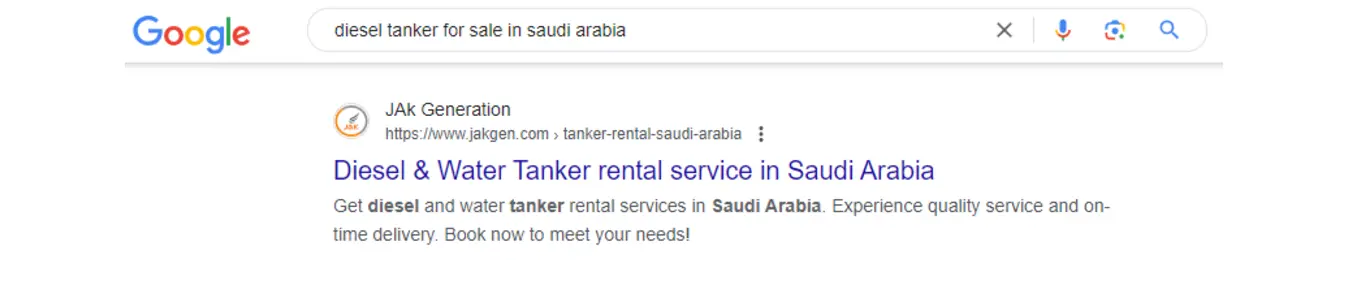 Google
diesel tanker for sale in saudi arabia
JAk Generation
J&K
https://www.jakgen.com › tanker-rental-saudi-arabia
Diesel & Water Tanker rental service in Saudi Arabia
Get diesel and water tanker rental services in Saudi Arabia. Experience quality service and on-
time delivery. Book now to meet your needs!